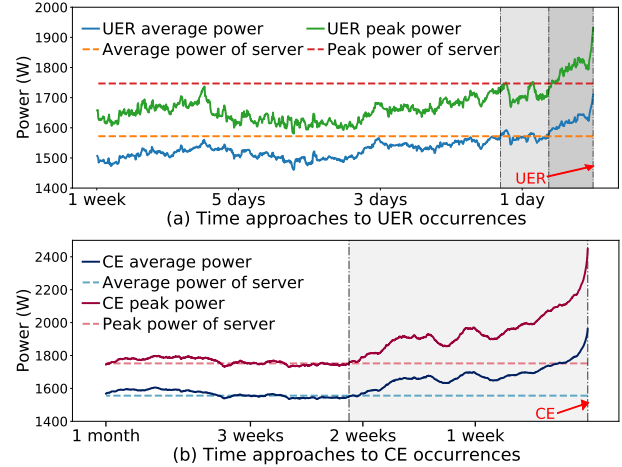 2000
1900
1800
1700
1600
1500
1400
Power (W)
UER average power
UER peak power
Average power of server
Peak power of server
UER
1 week
5 days
3 days
1 day
(a) Time approaches to UER occurrences
2400
2200
2000
1800
1600
1400
Power (W)
CE average power
Average power of server
CE peak power
Peak power of server
CE
1 month
3 weeks
2 weeks
1 week
(b) Time approaches to CE occurrences